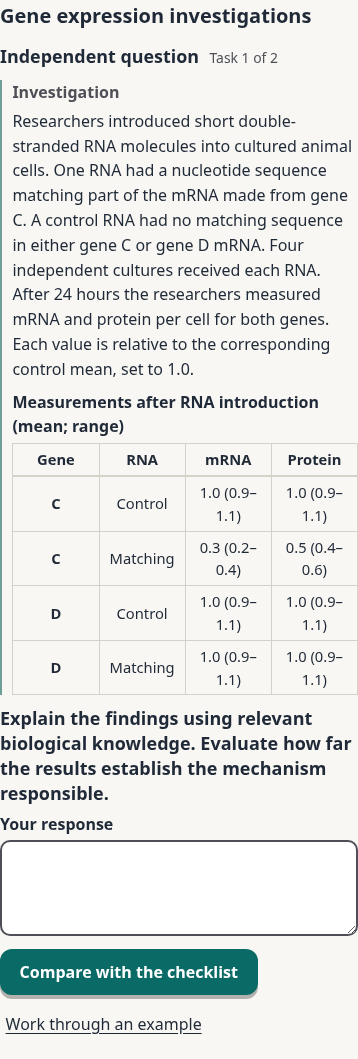 Gene expression investigations
Independent question Task 1 of 2
Investigation
Researchers introduced short double-
stranded RNA molecules into cultured animal
cells. One RNA had a nucleotide sequence
matching part of the mRNA made from gene
C. A control RNA had no matching sequence
in either gene C or gene D mRNA. Four
independent cultures received each RNA.
After 24 hours the researchers measured
mRNA and protein per cell for both genes.
Each value is relative to the corresponding
control mean, set to 1.0.
Measurements after RNA introduction
(mean; range)
Gene RNA mRNA Protein
C Control 1.0 (0.9–1.1) 1.0 (0.9–1.1)
C Matching 0.3 (0.2–0.4) 0.5 (0.4–0.6)
D Control 1.0 (0.9–1.1) 1.0 (0.9–1.1)
D Matching 1.0 (0.9–1.1) 1.0 (0.9–1.1)
Explain the findings using relevant
biological knowledge. Evaluate how far
the results establish the mechanism
responsible.
Your response
Compare with the checklist
Work through an example